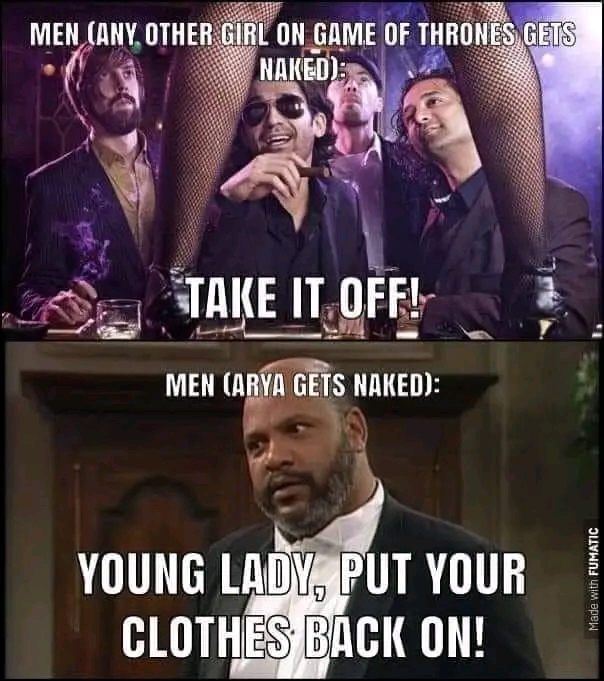 MEN (ANY OTHER GIRL ON GAME OF THRONES GETS
NAKED):
TAKE IT OFF!
MEN (ARYA GETS NAKED):
YOUNG LADY, PUT YOUR
CLOTHES BACK ON!
Made with FUMATIC